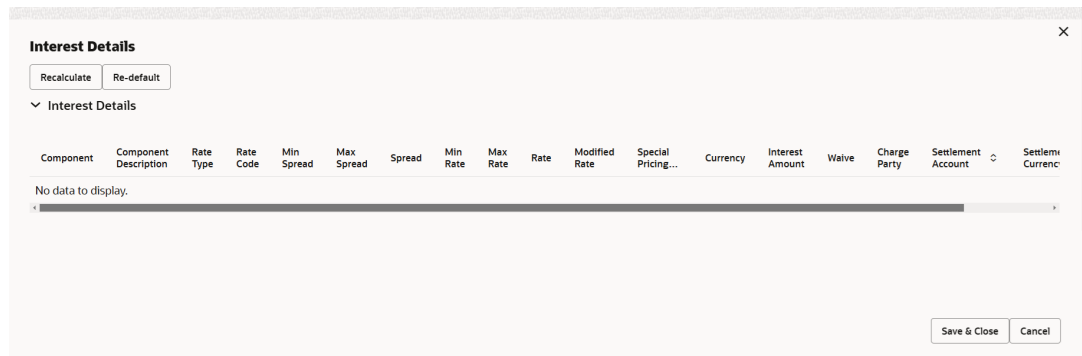 Interest Details
Recalculate Re-default
Interest Details
Component Component Description Rate Type Rate Code Min Spread Max Spread Spread Min Rate Max Rate Rate Modified Rate Special Pricing... Currency Interest Amount Waive Charge Party Settlement Account Settleme Currency
No data to display.
Save & Close Cancel